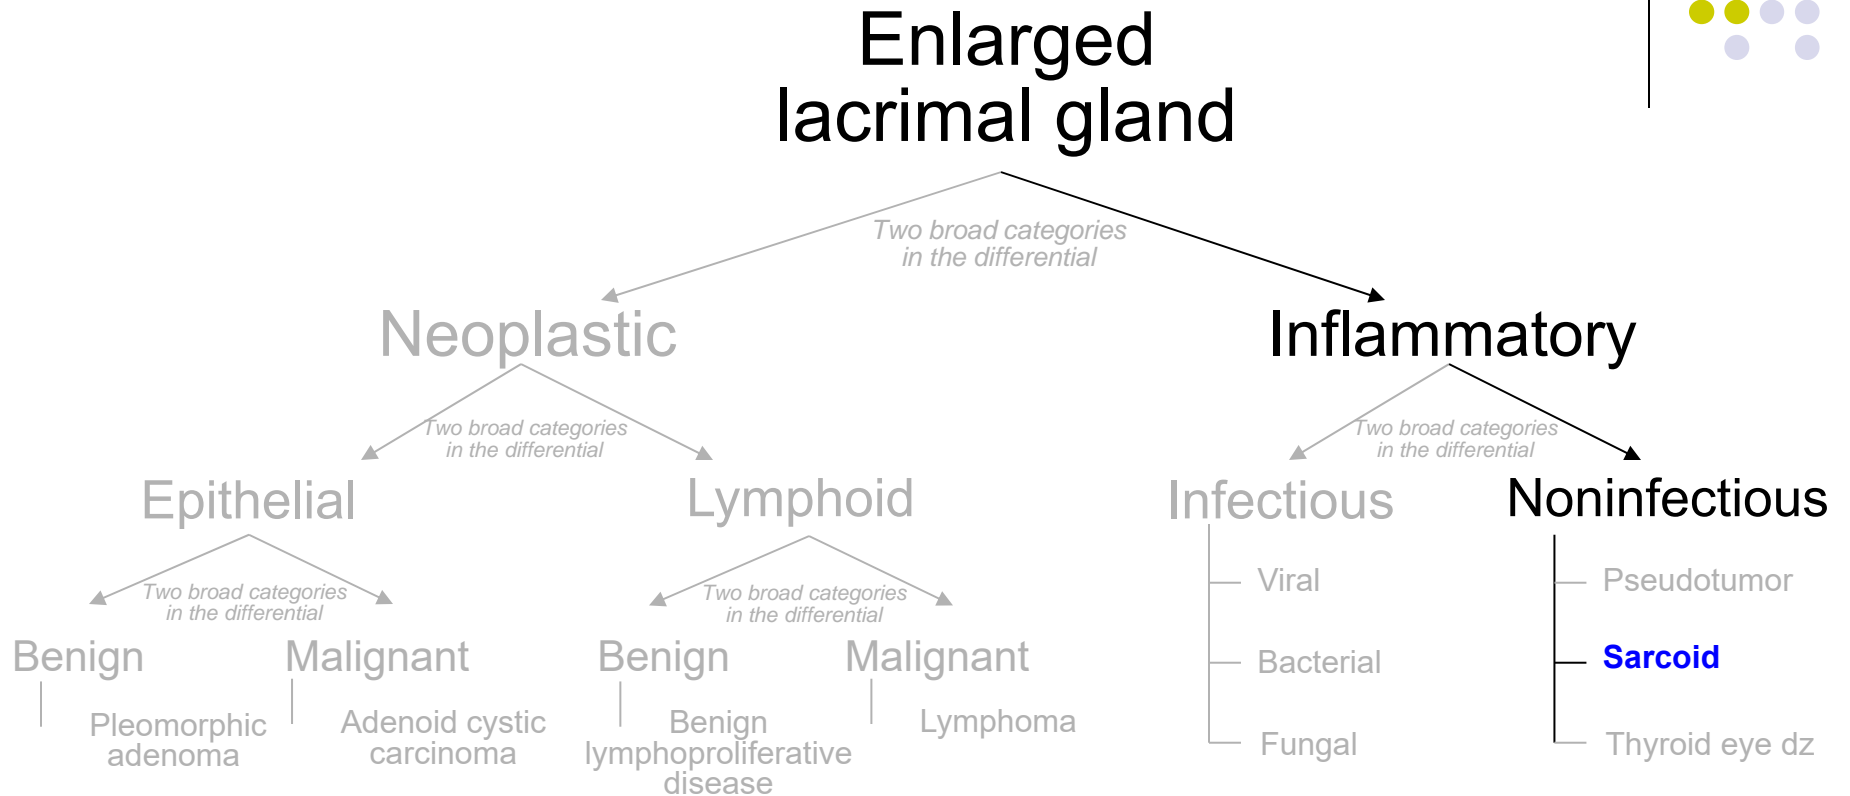 Enlarged
lacrimal gland
Two broad categories
in the differential
Neoplastic
Inflammatory
Two broad categories
in the differential
Two broad categories
in the differential
Epithelial
Lymphoid
Infectious
Noninfectious
Two broad categories
in the differential
Two broad categories
in the differential
Benign
Malignant
Benign
Malignant
Pleomorphic
adenoma
Adenoid cystic
carcinoma
Benign
lymphoproliferative
disease
Lymphoma
Viral
Bacterial
Fungal
Pseudotumor
Sarcoid
Thyroid eye dz